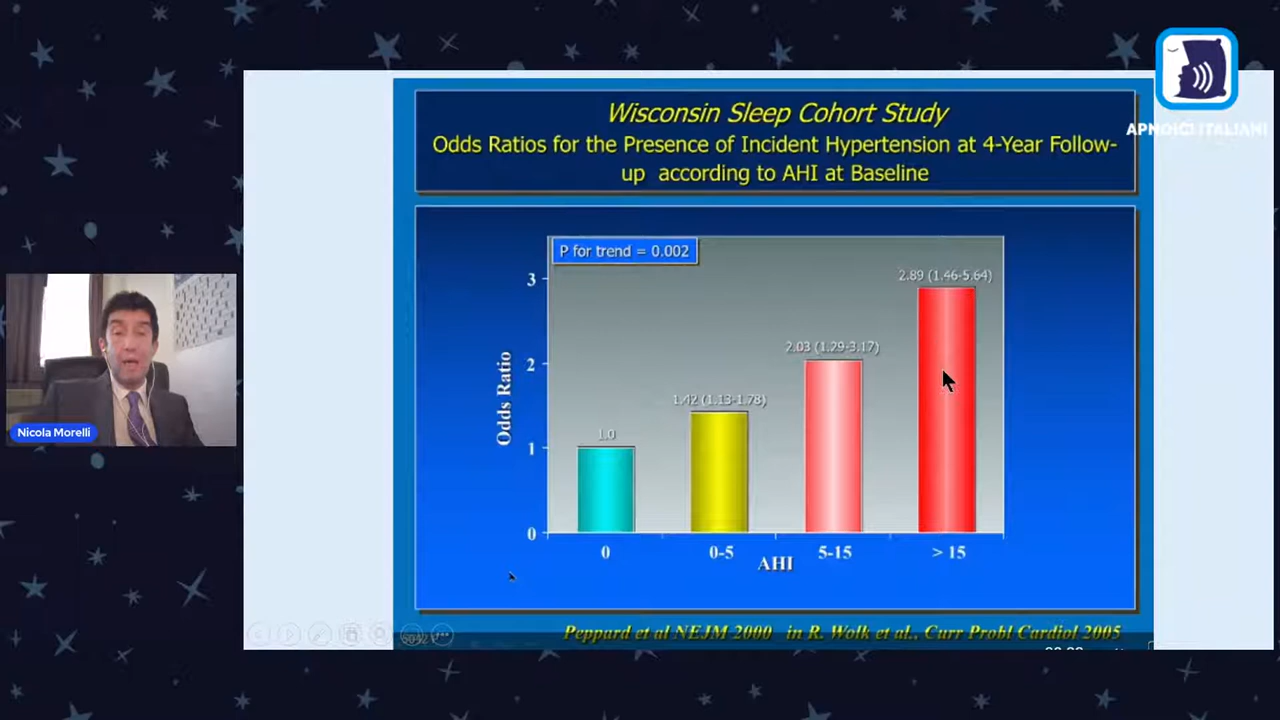 APNOICI ITALIANI
Wisconsin Sleep Cohort Study
Odds Ratios for the Presence of Incident Hypertension at 4-Year Follow-
up according to AHI at Baseline
P for trend = 0.002
3
2.89 (1.46-5.64)
2
2.03 (1.29-3.17)
1.42 (1.13-1.78)
1
1.0
0
Odds Ratio
0
0-5
5-15
> 15
AHI
Nicola Morelli
Peppard et al NEJM 2000 in R. Wolk et al., Curr Probl Cardiol 2005